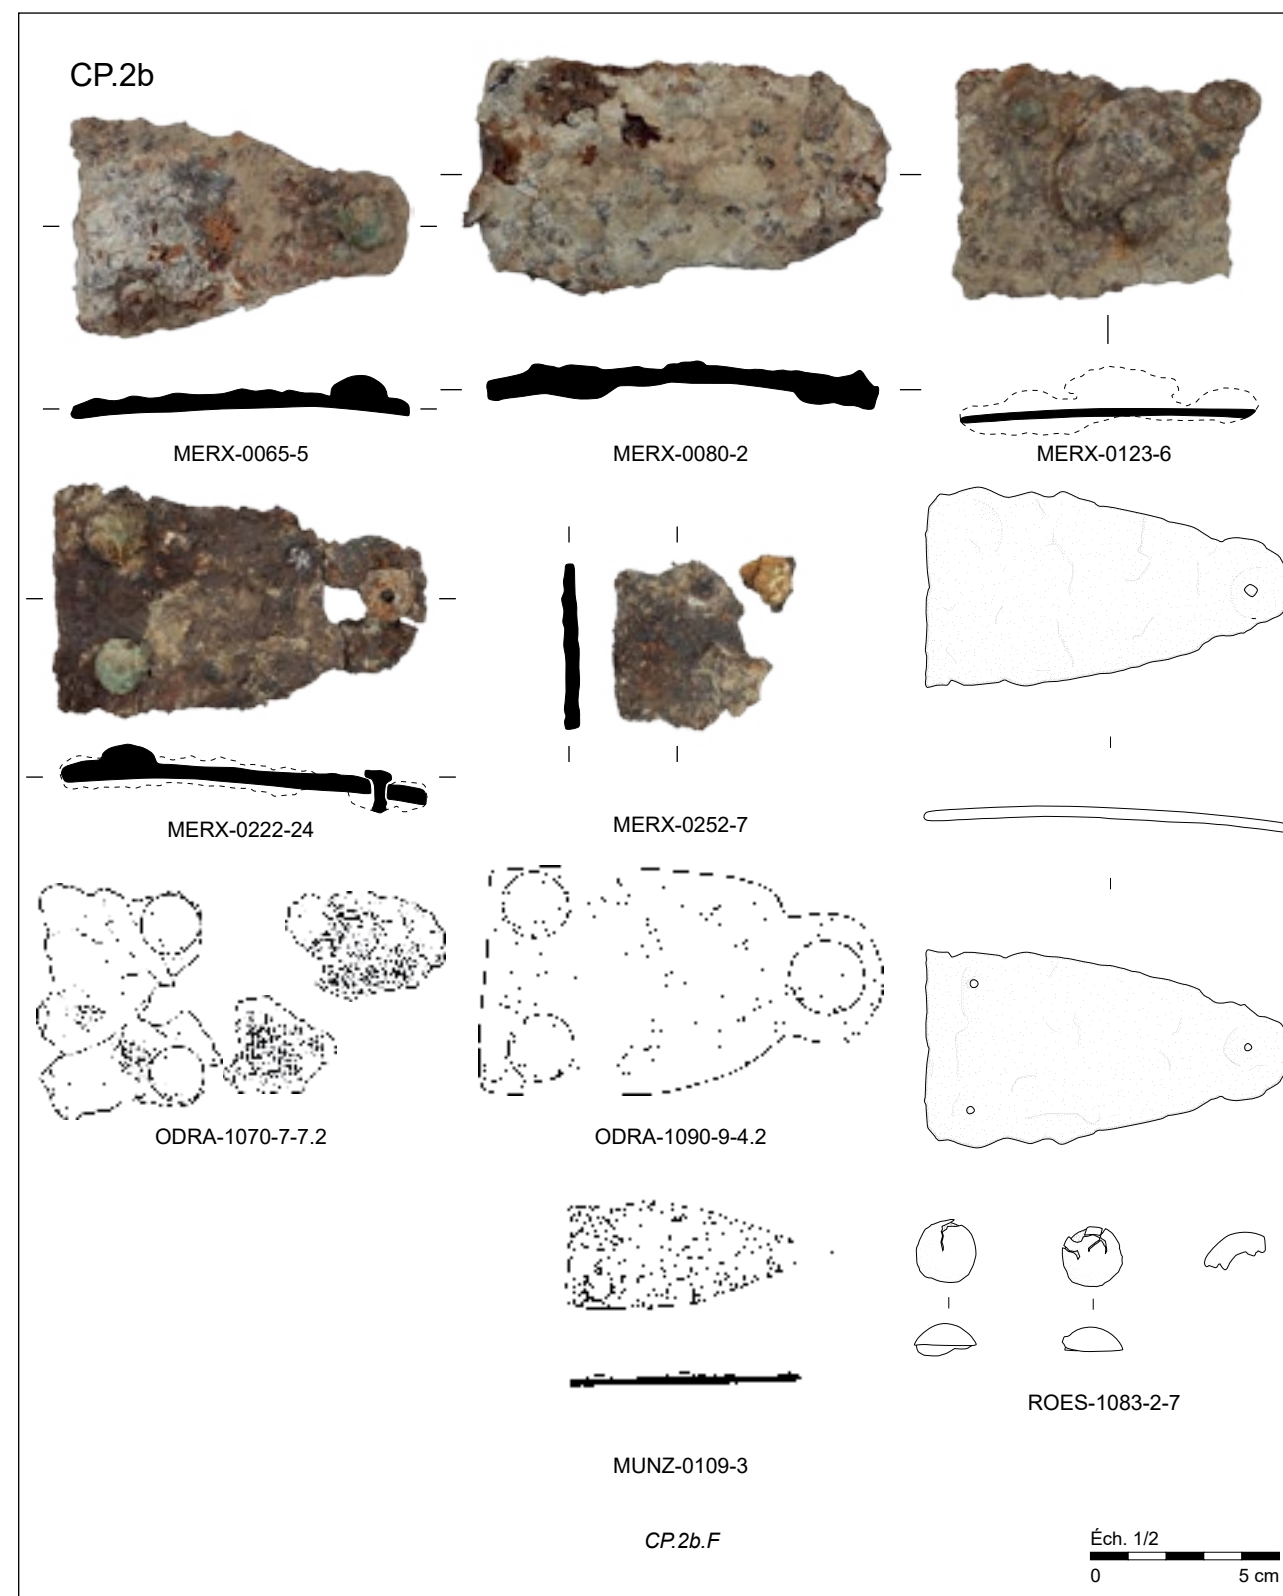 CP.2b
MERX-0065-5
MERX-0080-2
MERX-0123-6
MERX-0222-24
MERX-0252-7
ODRA-1070-7-7.2
ODRA-1090-9-4.2
ROES-1083-2-7
MUNZ-0109-3
CP.2b.F
Éch. 1/2
0 5 cm